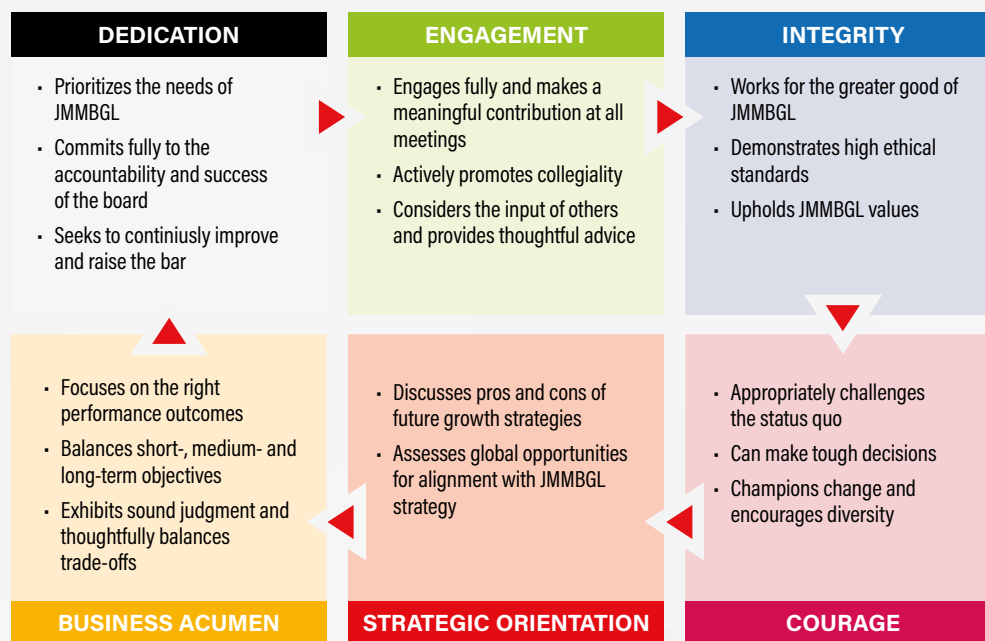 DEDICATION
· Prioritizes the needs of
JMMBGL
· Commits fully to the
accountability and success
of the board
· Seeks to continiusly improve
and raise the bar
ENGAGEMENT
· Engages fully and makes a
meaningful contribution at all
meetings
· Actively promotes collegiality
· Considers the input of others
and provides thoughtful advice
INTEGRITY
· Works for the greater good of
JMMBGL
· Demonstrates high ethical
standards
· Upholds JMMBGL values
· Appropriately challenges
the status quo
· Can make tough decisions
· Champions change and
encourages diversity
COURAGE
· Discusses pros and cons of
future growth strategies
· Assesses global opportunities
for alignment with JMMBGL
strategy
STRATEGIC ORIENTATION
· Focuses on the right
performance outcomes
· Balances short-, medium- and
long-term objectives
· Exhibits sound judgment and
thoughtfully balances
trade-offs
BUSINESS ACUMEN